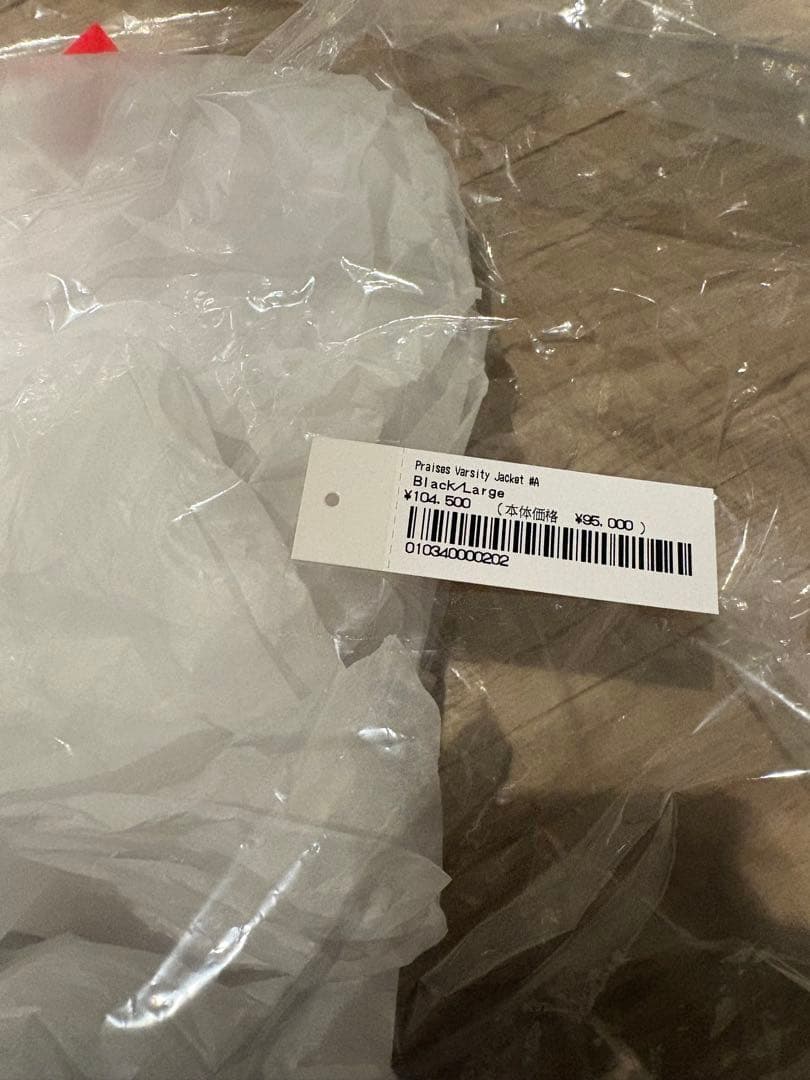 Praises Varsity Jacket #A
Black/Large
¥104.500 (本体価格 ¥95.000 )
010340000202